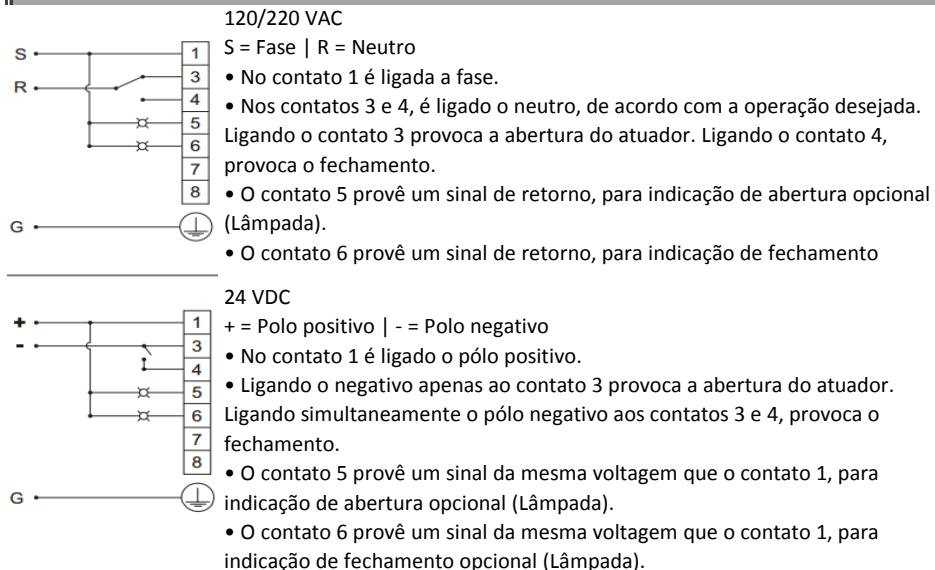 120/220 VAC
S = Fase | R = Neutro
• No contato 1 é ligada a fase.
• Nos contatos 3 e 4, é ligado o neutro, de acordo com a operação desejada.
Ligando o contato 3 provoca a abertura do atuador. Ligando o contato 4,
provoca o fechamento.
• O contato 5 provê um sinal de retorno, para indicação de abertura opcional
(Lâmpada).
• O contato 6 provê um sinal de retorno, para indicação de fechamento
S
R
G
1
3
4
5
6
7
8
24 VDC
+ = Polo positivo | - = Polo negativo
• No contato 1 é ligado o pólo positivo.
• Ligando o negativo apenas ao contato 3 provoca a abertura do atuador.
Ligando simultaneamente o pólo negativo aos contatos 3 e 4, provoca o
fechamento.
• O contato 5 provê um sinal da mesma voltagem que o contato 1, para
indicação de abertura opcional (Lâmpada).
• O contato 6 provê um sinal da mesma voltagem que o contato 1, para
indicação de fechamento opcional (Lâmpada).
+
-
G
1
3
4
5
6
7
8